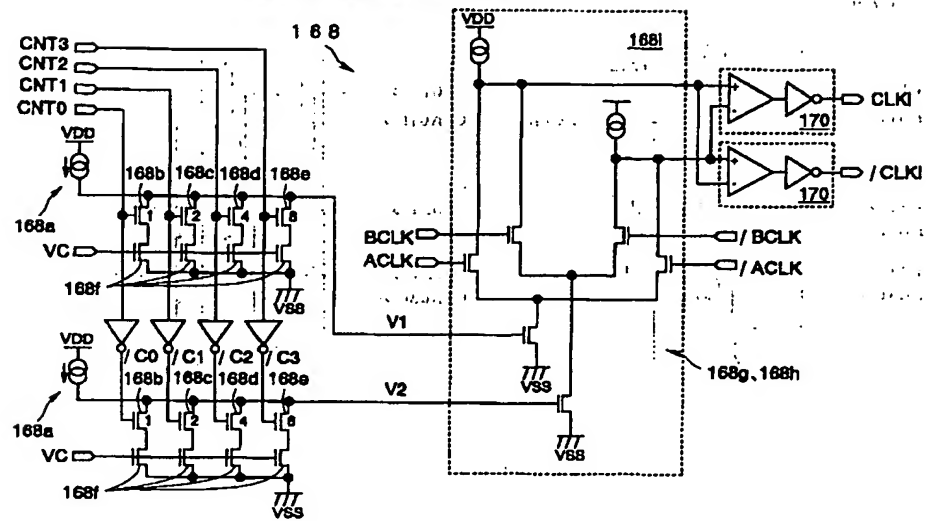 168
CNT3
CNT2
CNT1
CNT0
VDD
168a
168b 168c 168d 168e
1 2 4 8
VC
168f
VSS
/C0 /C1 /C2 /C3
VDD
168a
168b 168c 168d 168e
1 2 4 8
VC
168f
VSS
V1
V2
VDD
168i
BCLK
ACLK
/BCLK
/ACLK
VSS
VSS
168g、168h
+
-
170
CLKI
+
-
170
/CLKI